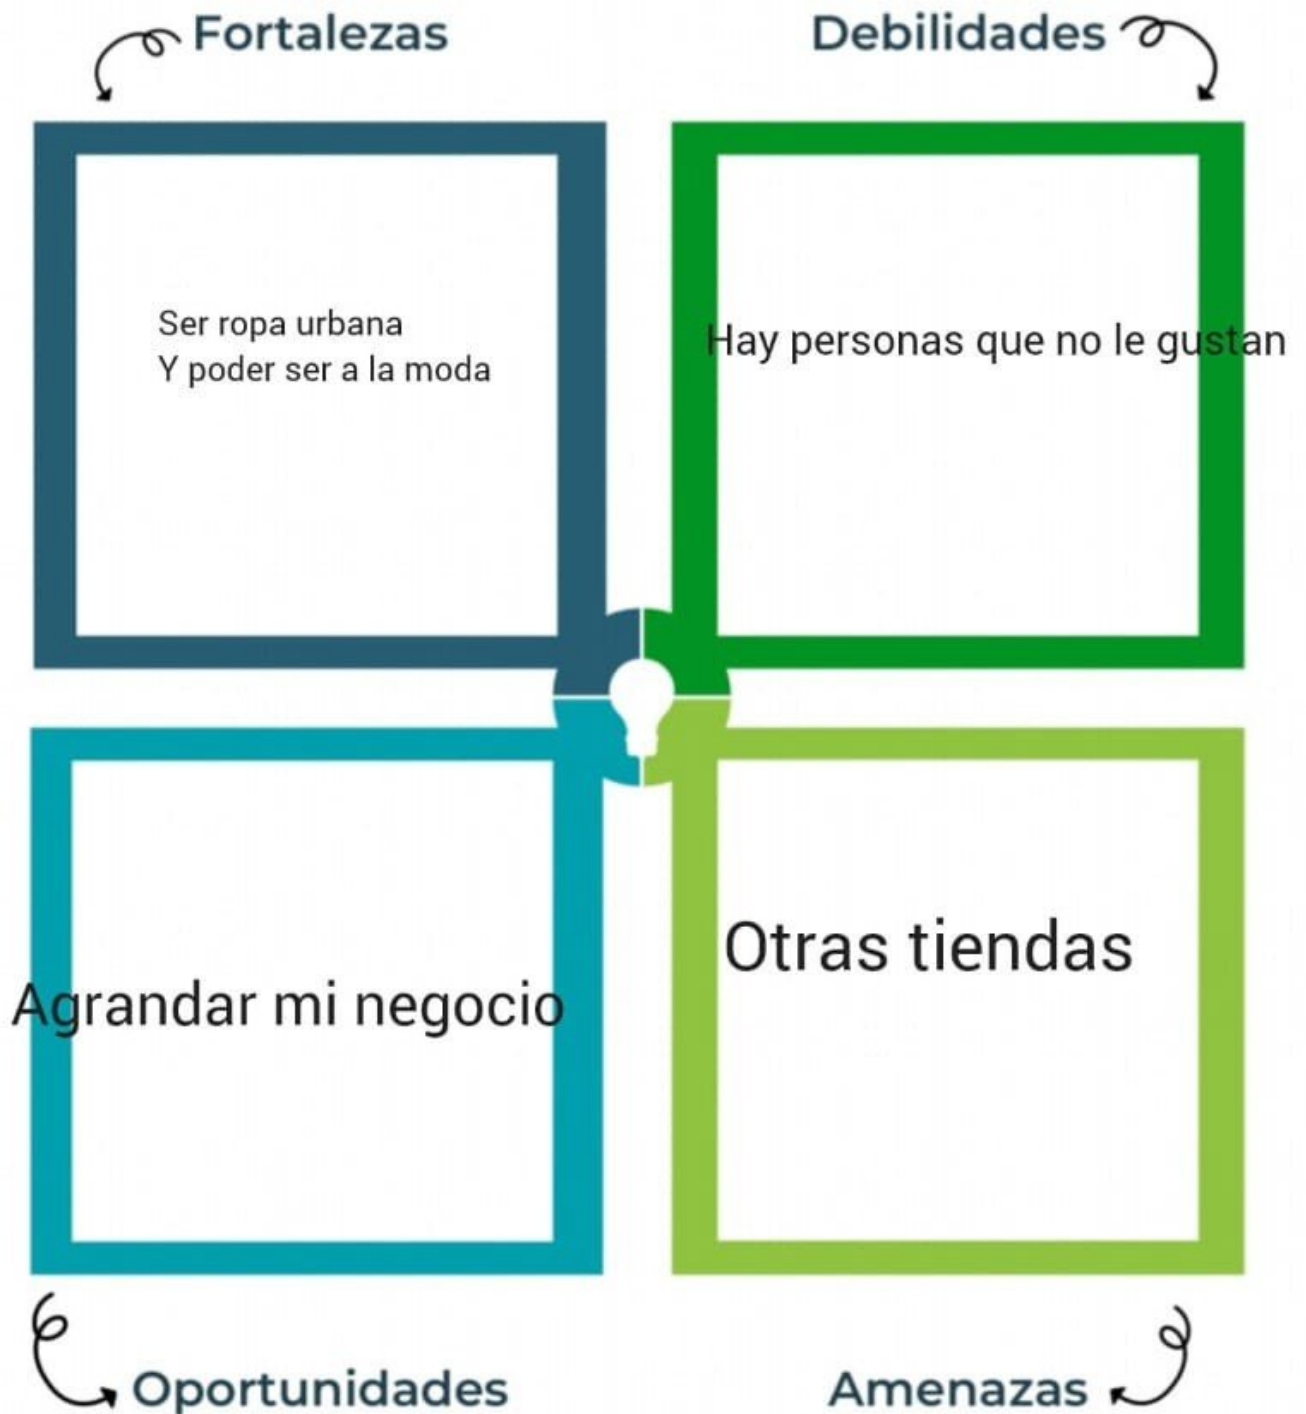 Fortalezas
Debilidades
Ser ropa urbana
Y poder ser a la moda
Hay personas que no le gustan
Agrandar mi negocio
Otras tiendas
Oportunidades
Amenazas